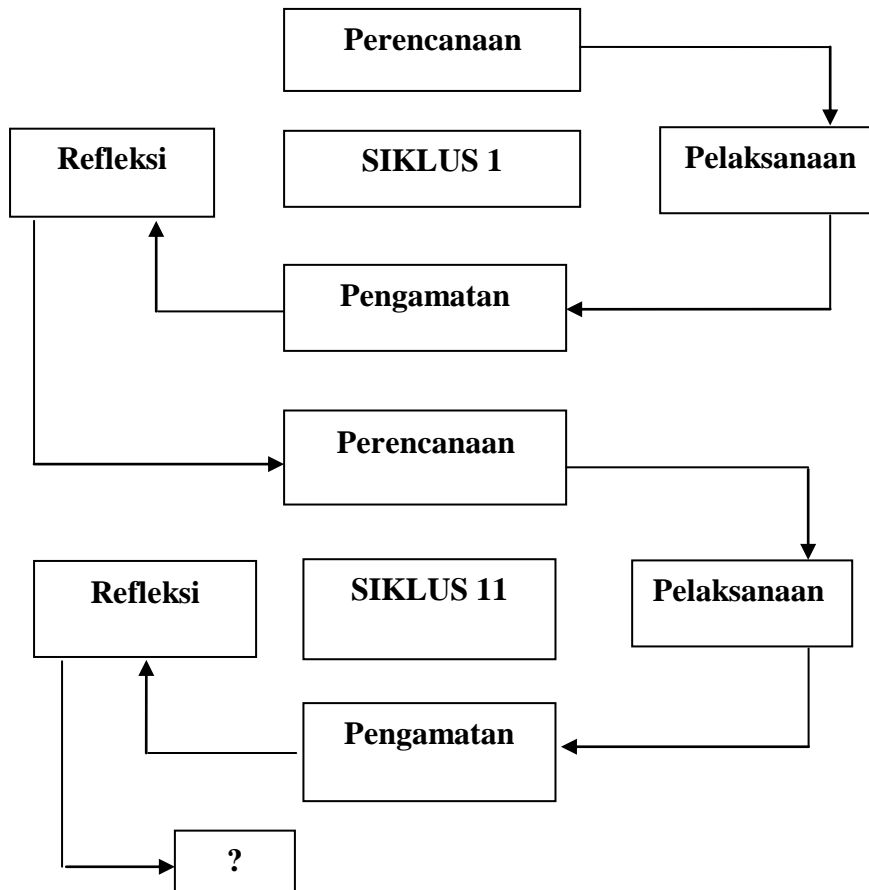 Perencanaan
Refleksi
SIKLUS 1
Pelaksanaan
Pengamatan
Perencanaan
Refleksi
SIKLUS 11
Pelaksanaan
Pengamatan
?